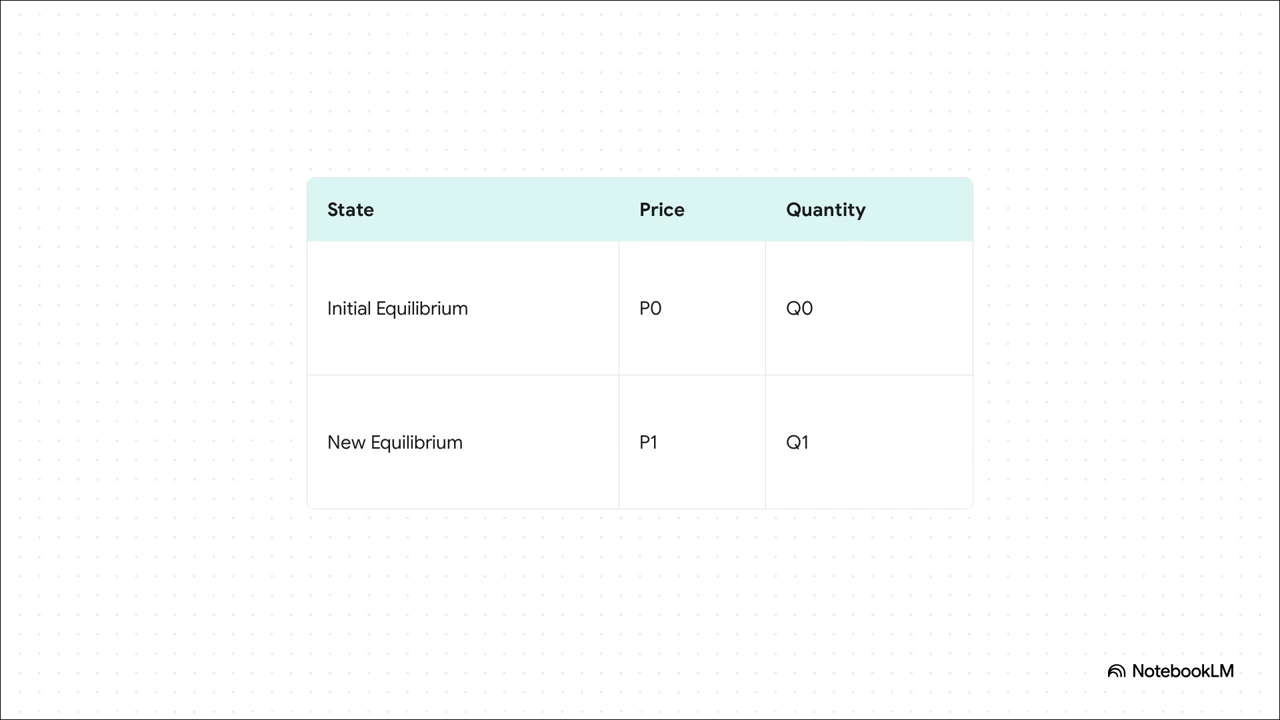 State Price Quantity
Initial Equilibrium P0 Q0
New Equilibrium P1 Q1
NotebookLM